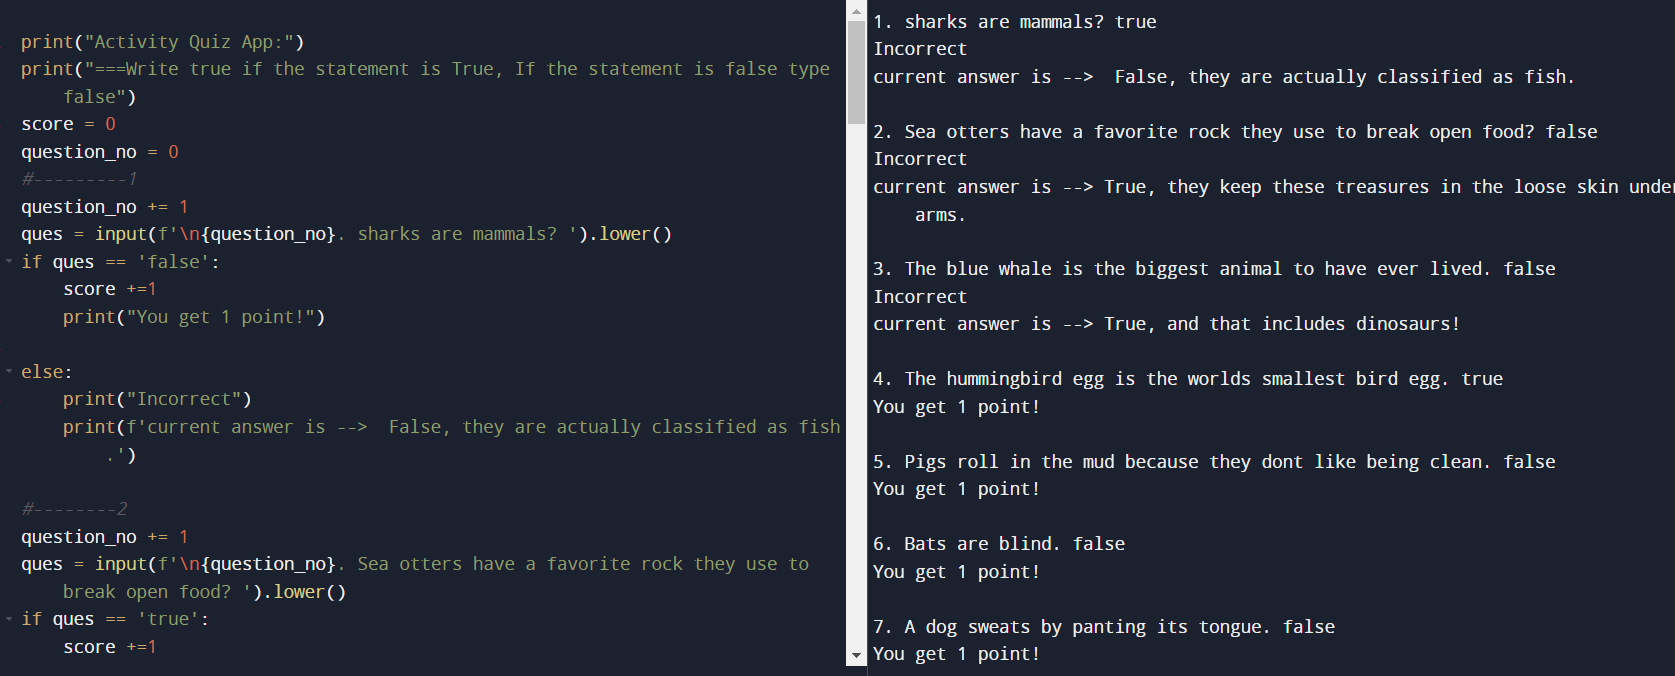 print("Activity Quiz App:")
print("===Write true if the statement is True, If the statement is false type
false")
score = 0
question_no = 0
#---------1
question_no += 1
ques = input(f'\n{question_no}. sharks are mammals? ').lower()
if ques == 'false':
score +=1
print("You get 1 point!")
else:
print("Incorrect")
print(f'current answer is -->  False, they are actually classified as fish
.')
#--------2
question_no += 1
ques = input(f'\n{question_no}. Sea otters have a favorite rock they use to
break open food? ').lower()
if ques == 'true':
score +=1
1. sharks are mammals? true
Incorrect
current answer is -->  False, they are actually classified as fish.
2. Sea otters have a favorite rock they use to break open food? false
Incorrect
current answer is --> True, they keep these treasures in the loose skin under
arms.
3. The blue whale is the biggest animal to have ever lived. false
Incorrect
current answer is --> True, and that includes dinosaurs!
4. The hummingbird egg is the worlds smallest bird egg. true
You get 1 point!
5. Pigs roll in the mud because they dont like being clean. false
You get 1 point!
6. Bats are blind. false
You get 1 point!
7. A dog sweats by panting its tongue. false
You get 1 point!